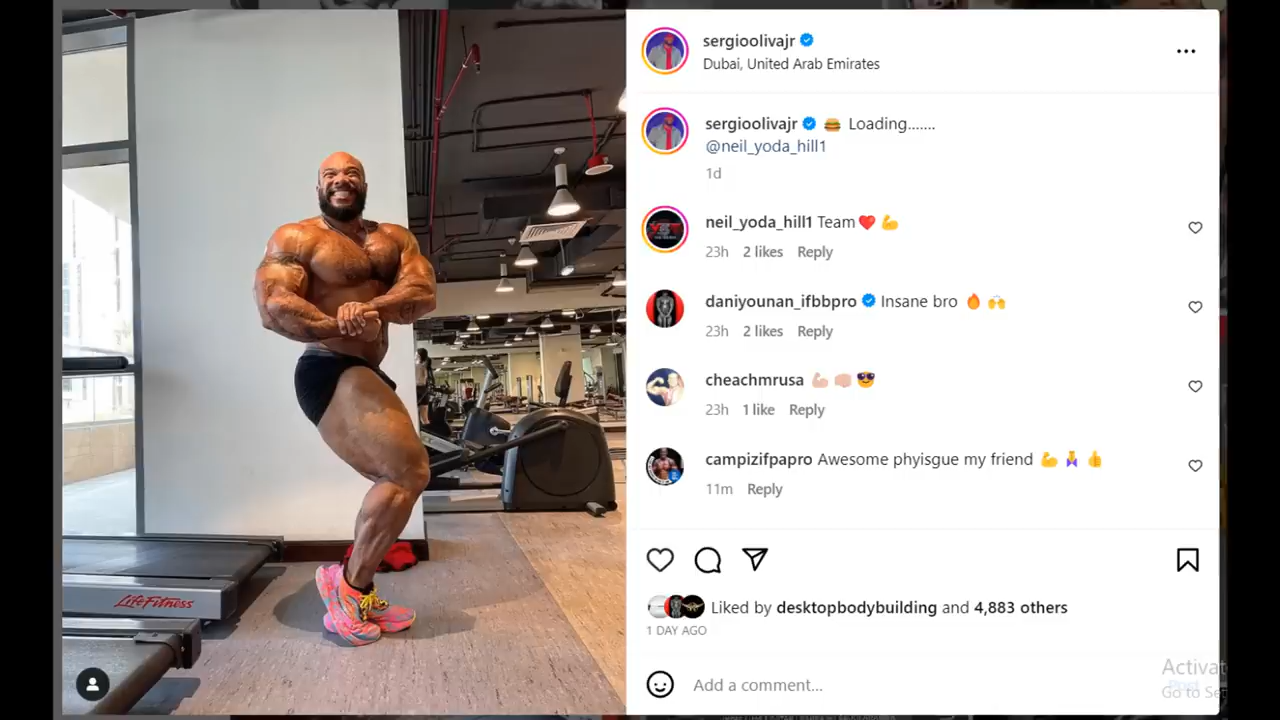 sergioolivajr
Dubai, United Arab Emirates
sergioolivajr 🍔 Loading.......
@neil_yoda_hill1
1d
neil_yoda_hill1 Team❤️💪
23h 2 likes Reply
daniyounan_ifbbpro Insane bro 🔥 🙌
23h 2 likes Reply
cheachmrusa 💪🏼 👊🏼 😎
23h 1 like Reply
campizifpapro Awesome phyisgue my friend 💪 🧘‍♀️ 👍
11m Reply
Liked by desktopbodybuilding and 4,883 others
1 DAY AGO
Add a comment...
Post
Activat
Go to Se
LifeFitness